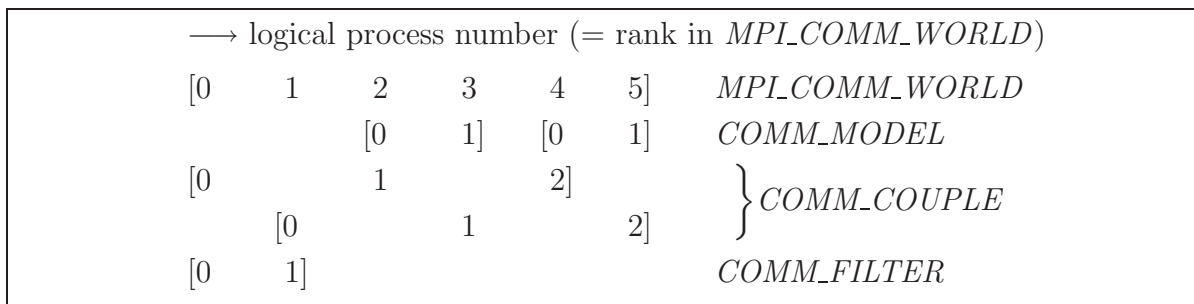 ⟶ logical process number (= rank in MPI_COMM_WORLD)
[0 1 2 3 4 5] MPI_COMM_WORLD
[0 1] [0 1] COMM_MODEL
[0 1 2]
} COMM_COUPLE
[0 1 2]
[0 1] COMM_FILTER